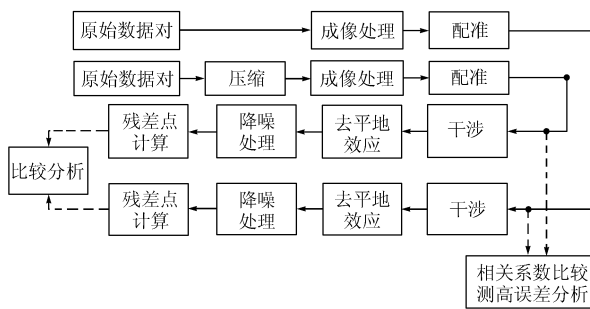 原始数据对
成像处理
配准
原始数据对
压缩
成像处理
配准
残差点
计算
降噪
处理
去平地
效应
干涉
比较分析
残差点
计算
降噪
处理
去平地
效应
干涉
相关系数比较
测高误差分析